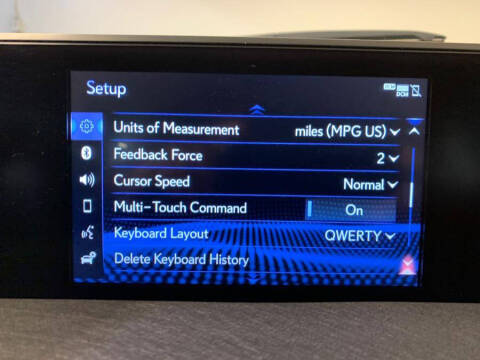 Setup
DCM
Units of Measurement miles (MPG US)
Feedback Force 2
Cursor Speed Normal
Multi-Touch Command On
Keyboard Layout QWERTY
Delete Keyboard History